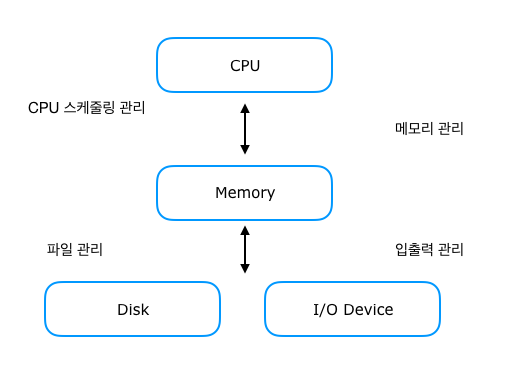 CPU
CPU 스케줄링 관리
메모리 관리
Memory
파일 관리
입출력 관리
Disk
I/O Device